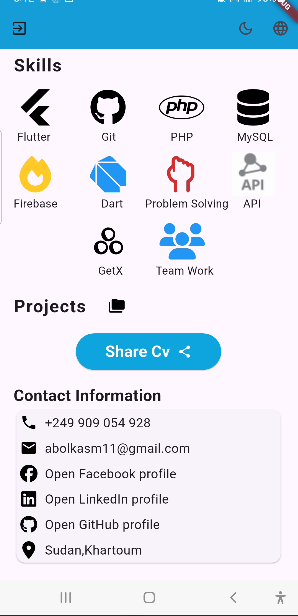 Skills
Flutter
Git
php
PHP
MySQL
Firebase
Dart
Problem Solving
API
API
GetX
Team Work
Projects
Share Cv
Contact Information
+249 909 054 928
abolkasm11@gmail.com
Open Facebook profile
Open LinkedIn profile
Open GitHub profile
Sudan,Khartoum